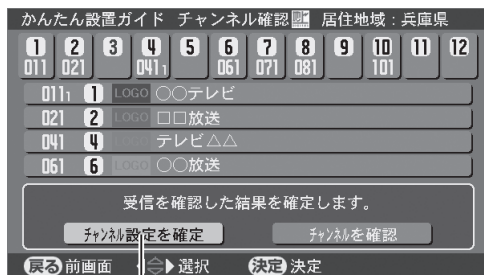 かんたん設置ガイド チャンネル確認 居住地域:兵庫県
1 2 3 4 5 6 7 8 9 10 11 12
011 021 041₁ 061 071 081 101
011₁ 1 LOGO ○○テレビ
021 2 LOGO □□放送
041 4 LOGO テレビ△△
061 6 LOGO ○○放送
受信を確認した結果を確定します。
チャンネル設定を確定 チャンネルを確認
戻る 前画面 選択 決定 決定